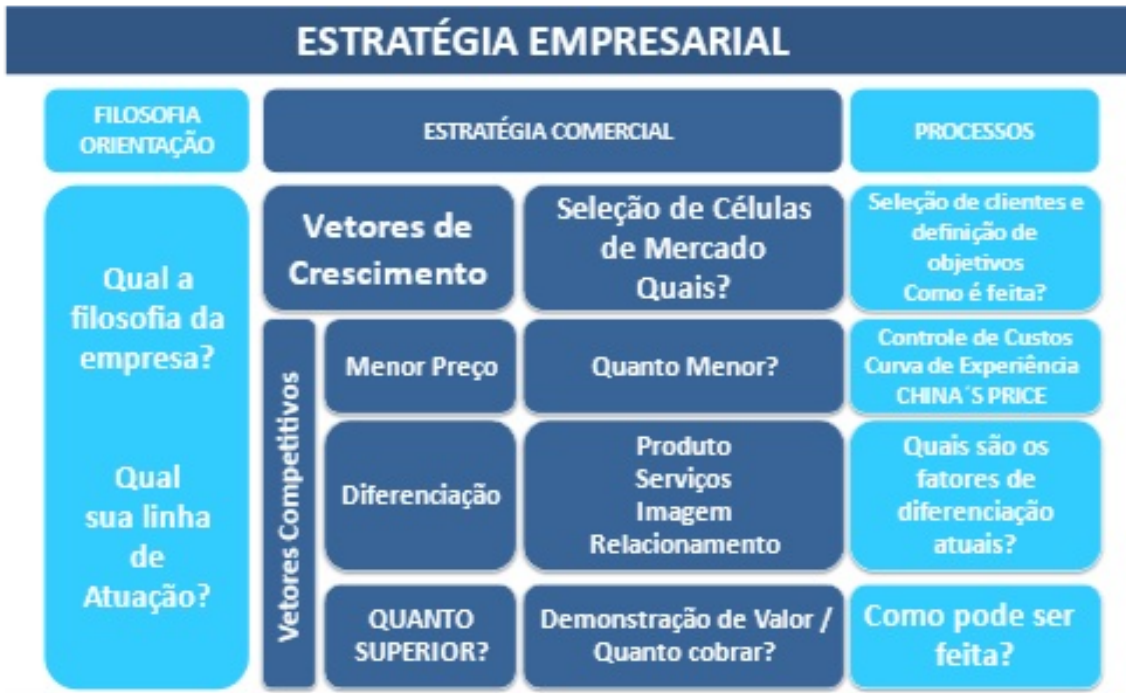 ESTRATÉGIA EMPRESARIAL
FILOSOFIA
ORIENTAÇÃO
ESTRATÉGIA COMERCIAL
PROCESSOS
Qual a
filosofia da
empresa?
Qual
sua linha
de
Atuação?
Vetores de
Crescimento
Seleção de Células
de Mercado
Quais?
Seleção de clientes e
definição de
objetivos
Como é feita?
Vetores Competitivos
Menor Preço
Quanto Menor?
Controle de Custos
Curva de Experiência
CHINA´S PRICE
Diferenciação
Produto
Serviços
Imagem
Relacionamento
Quais são os
fatores de
diferenciação
atuais?
QUANTO
SUPERIOR?
Demonstração de Valor /
Quanto cobrar?
Como pode ser
feita?